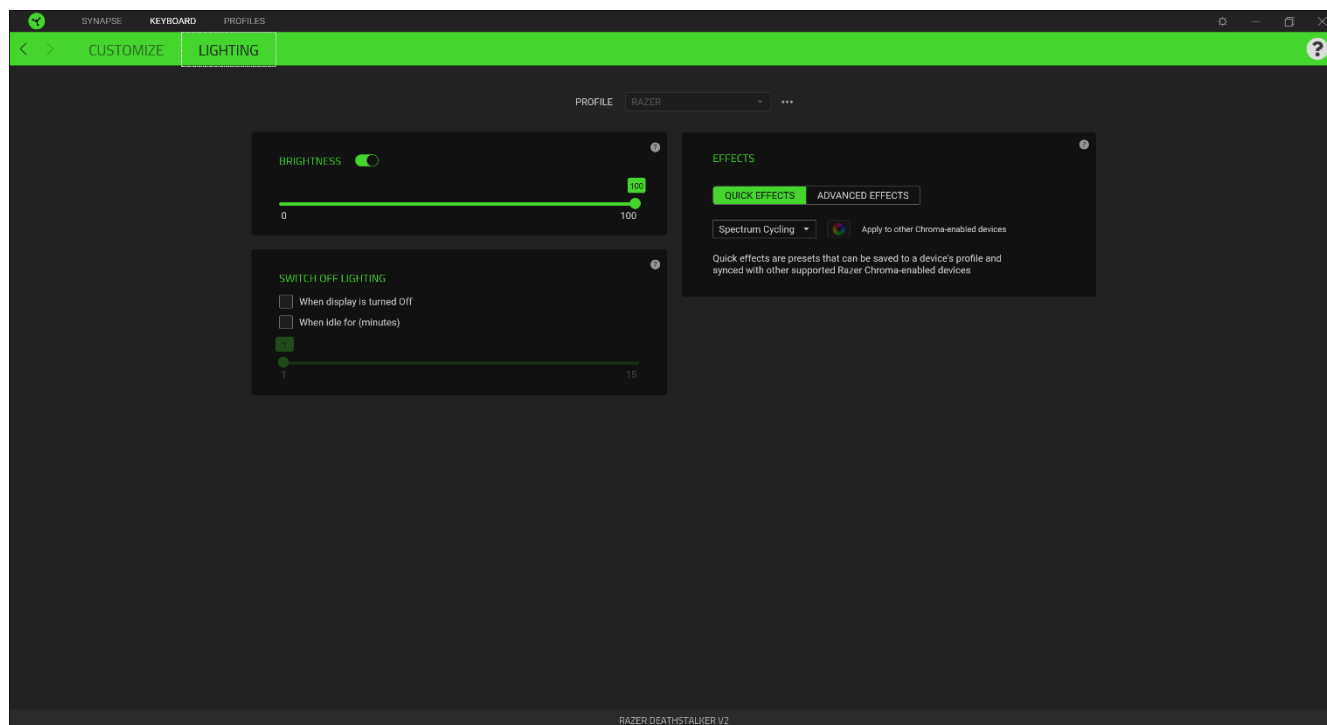 SYNAPSE KEYBOARD PROFILES
CUSTOMIZE LIGHTING
?
PROFILE RAZER
BRIGHTNESS
?
100
0 100
SWITCH OFF LIGHTING
?
When display is turned Off
When idle for (minutes)
1
1 15
EFFECTS
?
QUICK EFFECTS ADVANCED EFFECTS
Spectrum Cycling Apply to other Chroma-enabled devices
Quick effects are presets that can be saved to a device's profile and
synced with other supported Razer Chroma-enabled devices
RAZER DEATHSTALKER V2